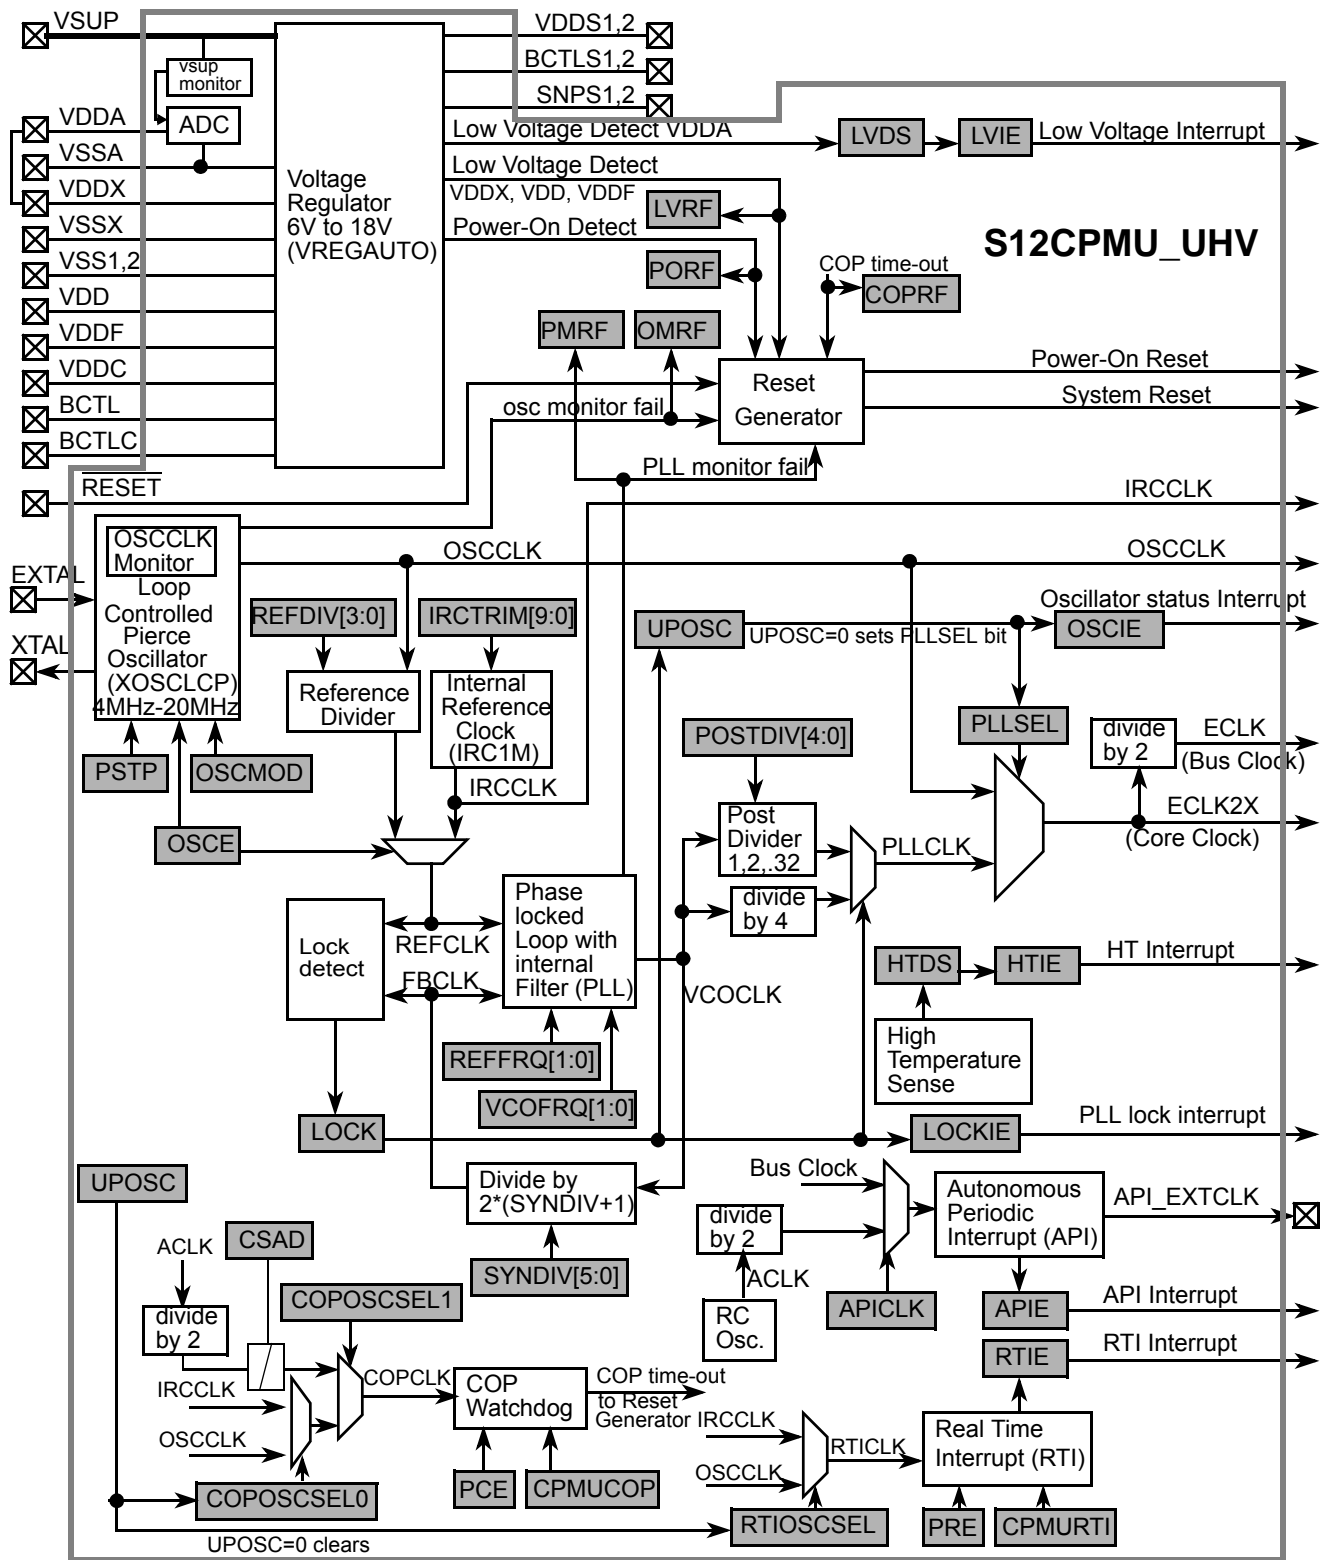 VSUP
VDDS1,2
BCTLS1,2
SNPS1,2
vsup
monitor
ADC
VDDA
VSSA
VDDX
VSSX
VSS1,2
VDD
VDDF
VDDC
BCTL
BCTLC
RESET
Voltage
Regulator
6V to 18V
(VREGAUTO)
Low Voltage Detect VDDA
Low Voltage Detect
VDDX, VDD, VDDF
Power-On Detect
LVDS
LVIE
Low Voltage Interrupt
LVRF
PORF
S12CPMU_UHV
COP time-out
COPRF
PMRF
OMRF
Reset
Generator
Power-On Reset
System Reset
osc monitor fail
PLL monitor fail
IRCCLK
OSCCLK
OSCCLK
OSCCLK
Monitor
Loop
Controlled
Pierce
Oscillator
(XOSCLCP)
4MHz-20MHz
EXTAL
XTAL
REFDIV[3:0]
IRCTRIM[9:0]
UPOSC
UPOSC=0 sets PLLSEL bit
Oscillator status Interrupt
OSCIE
Reference
Divider
Internal
Reference
Clock
(IRC1M)
PSTP
OSCMOD
OSCE
IRCCLK
POSTDIV[4:0]
PLLSEL
divide
by 2
ECLK
(Bus Clock)
ECLK2X
(Core Clock)
Post
Divider
1,2,.32
PLLCLK
divide
by 4
Phase
locked
Loop with
internal
Filter (PLL)
Lock
detect
REFCLK
FBCLK
VCOCLK
REFFRQ[1:0]
VCOFRQ[1:0]
HTDS
HTIE
HT Interrupt
High
Temperature
Sense
LOCK
LOCKIE
PLL lock interrupt
UPOSC
Divide by
2*(SYNDIV+1)
SYNDIV[5:0]
Bus Clock
divide
by 2
ACLK
RC
Osc.
APICLK
Autonomous
Periodic
Interrupt (API)
API_EXTCLK
APIE
API Interrupt
RTIE
RTI Interrupt
ACLK
CSAD
divide
by 2
COPOSCSEL1
IRCCLK
OSCCLK
COPCLK
COP
Watchdog
COP time-out
to Reset
Generator
COPOSCSEL0
PCE
CPMUCOP
UPOSC=0 clears
IRCCLK
OSCCLK
RTICLK
RTIOSCSEL
Real Time
Interrupt (RTI)
PRE
CPMURTI